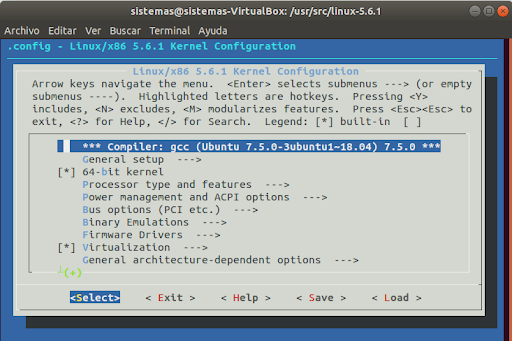 sistemas@sistemas-VirtualBox: /usr/src/linux-5.6.1
Archivo Editar Ver Buscar Terminal Ayuda
.config - Linux/x86 5.6.1 Kernel Configuration
Linux/x86 5.6.1 Kernel Configuration
Arrow keys navigate the menu. <Enter> selects submenus ---> (or empty
submenus ----). Highlighted letters are hotkeys. Pressing <Y>
includes, <N> excludes, <M> modularizes features. Press <Esc><Esc> to
exit, <?> for Help, </> for Search. Legend: [*] built-in [ ]
*** Compiler: gcc (Ubuntu 7.5.0-3ubuntu1~18.04) 7.5.0 ***
General setup --->
[*] 64-bit kernel
Processor type and features --->
Power management and ACPI options --->
Bus options (PCI etc.) --->
Binary Emulations --->
Firmware Drivers --->
[*] Virtualization --->
General architecture-dependent options --->
┴(+)
<Select> < Exit > < Help > < Save > < Load >